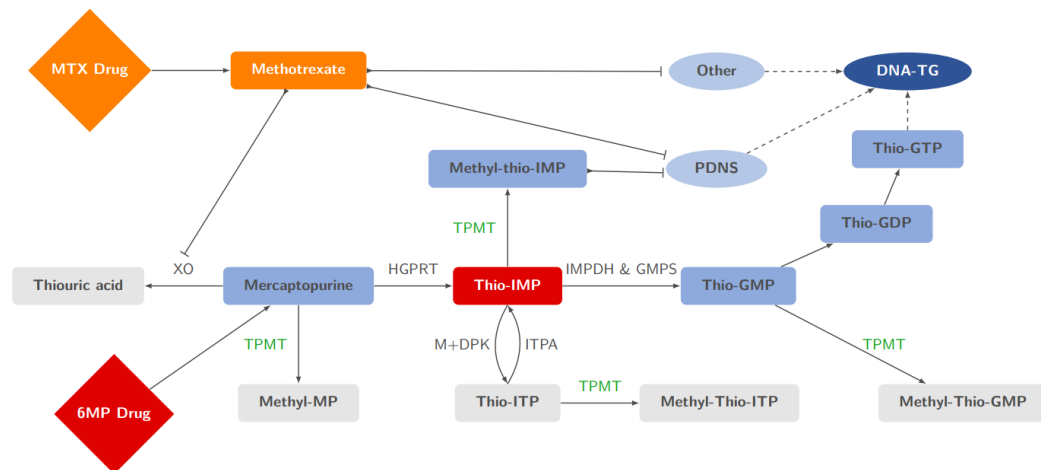 MTX Drug
Methotrexate
Other
DNA-TG
Thio-GTP
Methyl-thio-IMP
PDNS
Thio-GDP
TPMT
XO
HGPRT
IMPDH & GMPS
Thiouric acid
Mercaptopurine
Thio-IMP
Thio-GMP
TPMT
M+DPK
ITPA
TPMT
TPMT
6MP Drug
Methyl-MP
Thio-ITP
Methyl-Thio-ITP
Methyl-Thio-GMP